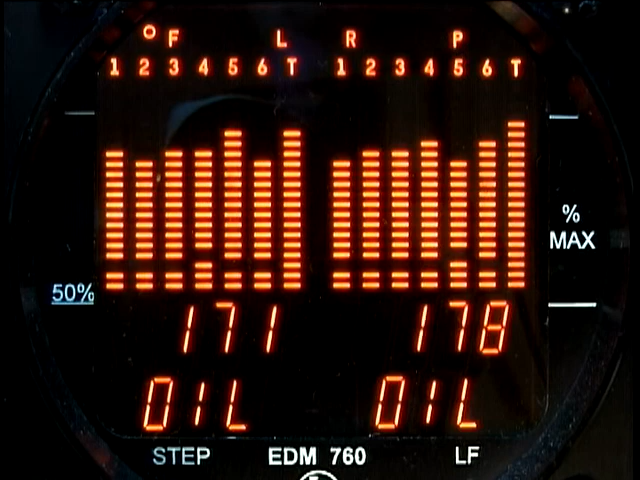 °F L R P
1 2 3 4 5 6 T 1 2 3 4 5 6 T
% MAX
50%
171 178
OIL OIL
STEP EDM 760 LF